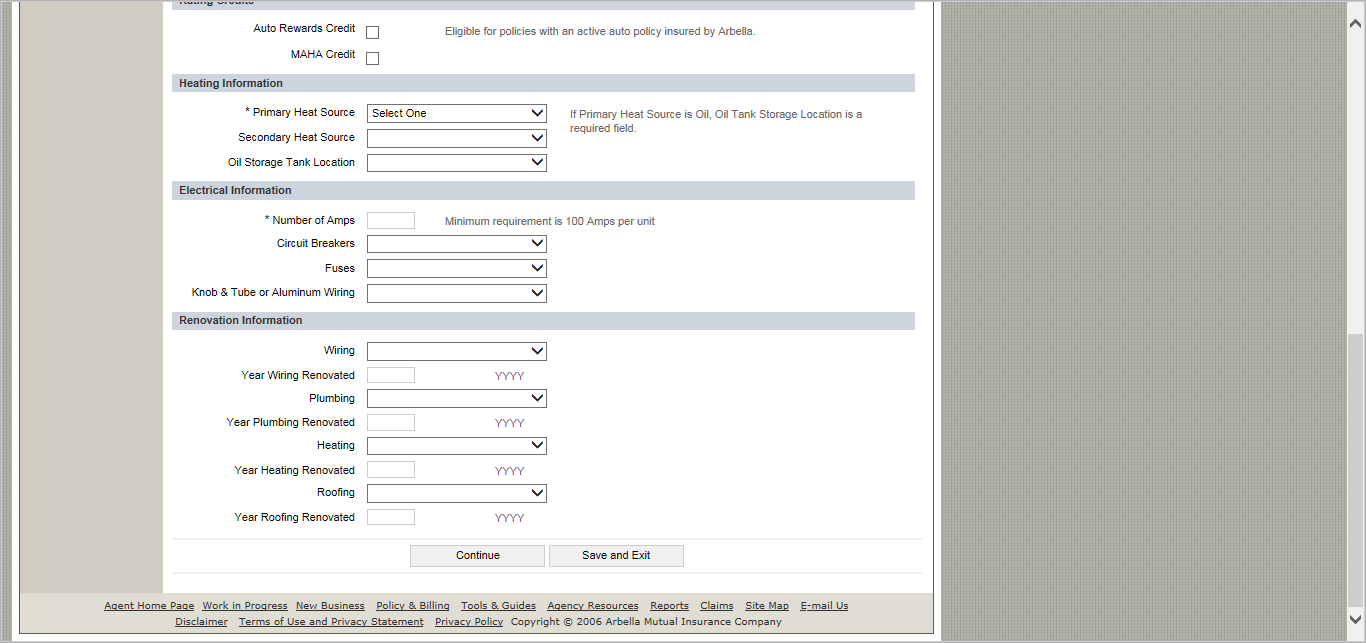 Rating Credits
Auto Rewards Credit Eligible for policies with an active auto policy insured by Arbella.
MAHA Credit
Heating Information
* Primary Heat Source Select One If Primary Heat Source is Oil, Oil Tank Storage Location is a
required field.
Secondary Heat Source
Oil Storage Tank Location
Electrical Information
* Number of Amps Minimum requirement is 100 Amps per unit
Circuit Breakers
Fuses
Knob & Tube or Aluminum Wiring
Renovation Information
Wiring
Year Wiring Renovated YYYY
Plumbing
Year Plumbing Renovated YYYY
Heating
Year Heating Renovated YYYY
Roofing
Year Roofing Renovated YYYY
Continue Save and Exit
Agent Home Page Work in Progress New Business Policy & Billing Tools & Guides Agency Resources Reports Claims Site Map E-mail Us
Disclaimer Terms of Use and Privacy Statement Privacy Policy Copyright © 2006 Arbella Mutual Insurance Company